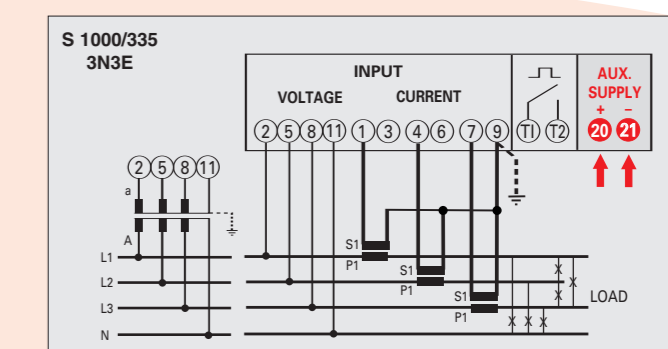 S 1000/335
3N3E
INPUT
VOLTAGE CURRENT
AUX.
SUPPLY
+ −
2 5 8 11 1 3 4 6 7 9 T1 T2 20 21
2 5 8 11
a
A
S1
P1
S1
P1
S1
P1
L1
L2
L3
N
LOAD
X
X
X
X X X